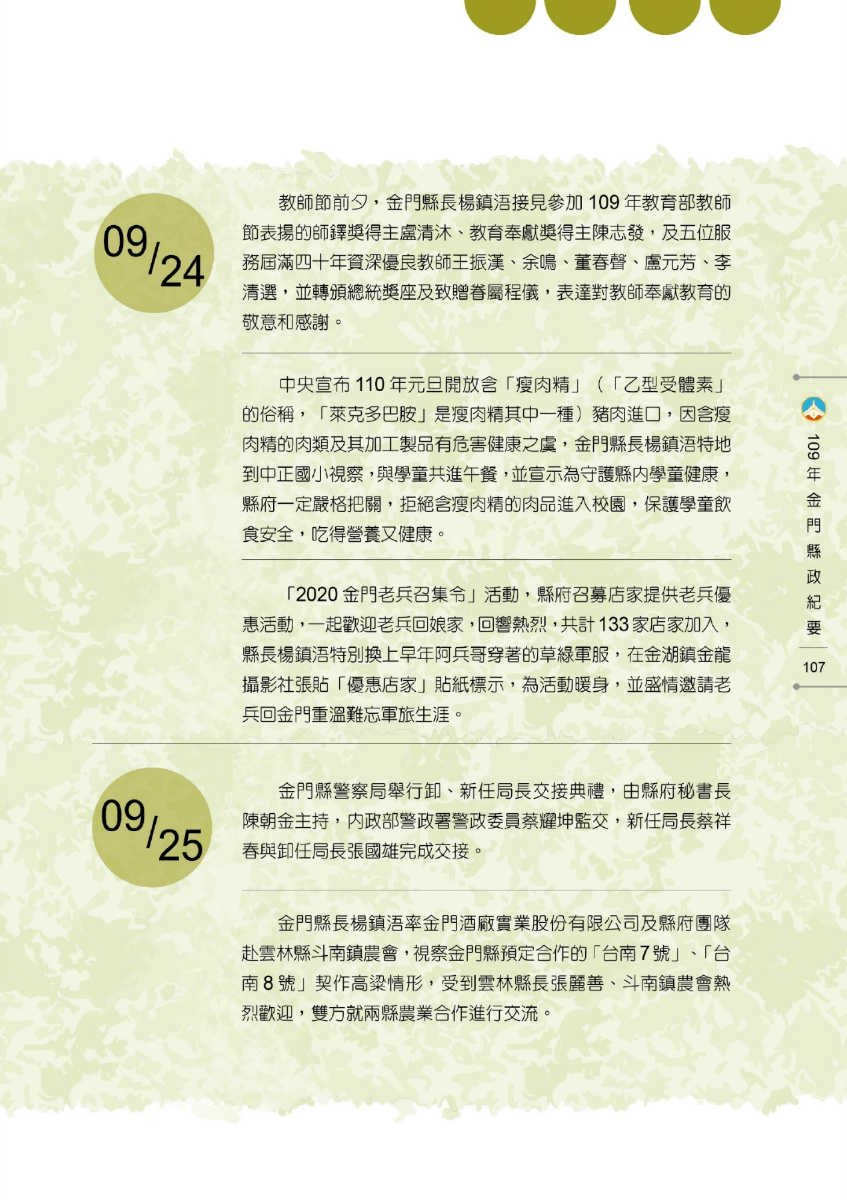 09/24
教師節前夕，金門縣長楊鎮浯接見參加 109 年教育部教師
節表揚的師鐸獎得主盧清沐、教育奉獻獎得主陳志發，及五位服
務屆滿四十年資深優良教師王振漢、余鳴、董春聲、盧元芳、李
清選，並轉頒總統獎座及致贈眷屬程儀，表達對教師奉獻教育的
敬意和感謝。
中央宣布 110 年元旦開放含「瘦肉精」（「乙型受體素」
的俗稱，「萊克多巴胺」是瘦肉精其中一種）豬肉進口，因含瘦
肉精的肉類及其加工製品有危害健康之虞，金門縣長楊鎮浯特地
到中正國小視察，與學童共進午餐，並宣示為守護縣內學童健康，
縣府一定嚴格把關，拒絕含瘦肉精的肉品進入校園，保護學童飲
食安全，吃得營養又健康。
「2020 金門老兵召集令」活動，縣府召募店家提供老兵優
惠活動，一起歡迎老兵回娘家，回響熱烈，共計 133 家店家加入，
縣長楊鎮浯特別換上早年阿兵哥穿著的草綠軍服，在金湖鎮金龍
攝影社張貼「優惠店家」貼紙標示，為活動暖身，並盛情邀請老
兵回金門重溫難忘軍旅生涯。
09/25
金門縣警察局舉行卸、新任局長交接典禮，由縣府秘書長
陳朝金主持，內政部警政署警政委員蔡耀坤監交，新任局長蔡祥
春與卸任局長張國雄完成交接。
金門縣長楊鎮浯率金門酒廠實業股份有限公司及縣府團隊
赴雲林縣斗南鎮農會，視察金門縣預定合作的「台南 7 號」、「台
南 8 號」契作高粱情形，受到雲林縣長張麗善、斗南鎮農會熱
烈歡迎，雙方就兩縣農業合作進行交流。
109年金門縣政紀要
107